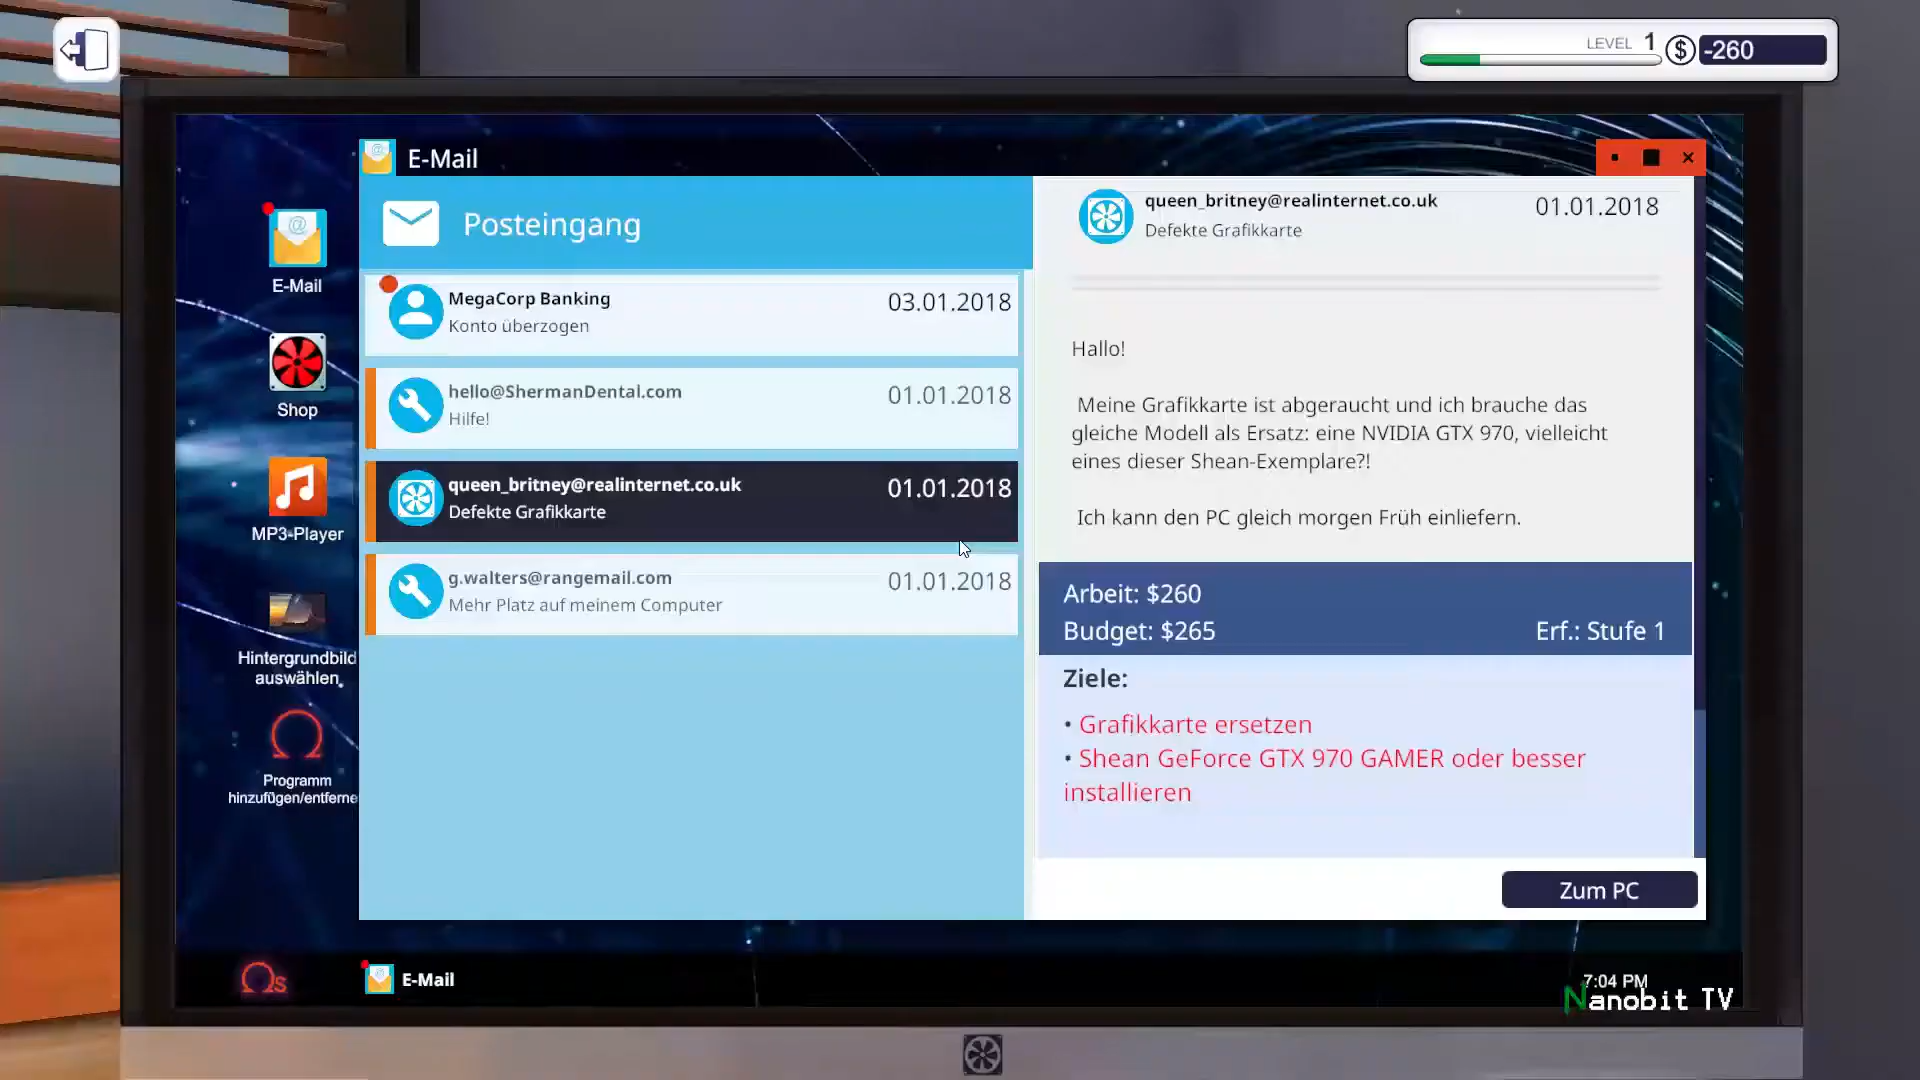 LEVEL 1 $ -260
E-Mail
Posteingang
MegaCorp Banking
03.01.2018
Konto überzogen
hello@ShermanDental.com
01.01.2018
Hilfe!
queen_britney@realinternet.co.uk
01.01.2018
Defekte Grafikkarte
g.walters@rangemail.com
01.01.2018
Mehr Platz auf meinem Computer
queen_britney@realinternet.co.uk
01.01.2018
Defekte Grafikkarte
Hallo!
Meine Grafikkarte ist abgeraucht und ich brauche das
gleiche Modell als Ersatz: eine NVIDIA GTX 970, vielleicht
eines dieser Shean-Exemplare?!
Ich kann den PC gleich morgen Früh einliefern.
Arbeit: $260
Budget: $265
Erf.: Stufe 1
Ziele:
• Grafikkarte ersetzen
• Shean GeForce GTX 970 GAMER oder besser
installieren
Zum PC
E-Mail
Shop
MP3-Player
Hintergrundbild
auswählen
Programm
hinzufügen/entferne
Ωs
E-Mail
7:04 PM
Nanobit TV